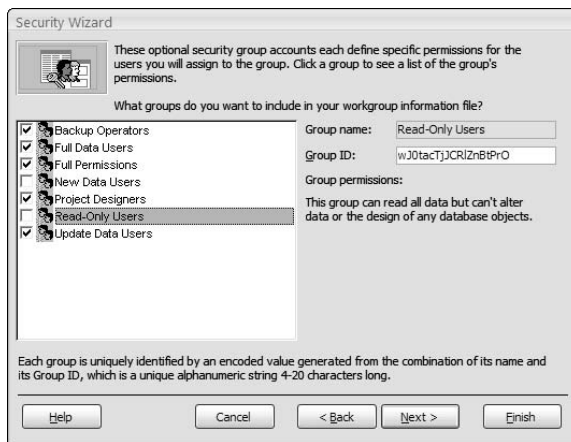 Security Wizard
These optional security group accounts each define specific permissions for the
users you will assign to the group. Click a group to see a list of the group's
permissions.
What groups do you want to include in your workgroup information file?
Backup Operators
Full Data Users
Full Permissions
New Data Users
Project Designers
Read-Only Users
Update Data Users
Group name: Read-Only Users
Group ID: wJ0tacTjJCRlZnBtPrO
Group permissions:
This group can read all data but can't alter
data or the design of any database objects.
Each group is uniquely identified by an encoded value generated from the combination of its name and
its Group ID, which is a unique alphanumeric string 4-20 characters long.
Help Cancel < Back Next > Finish